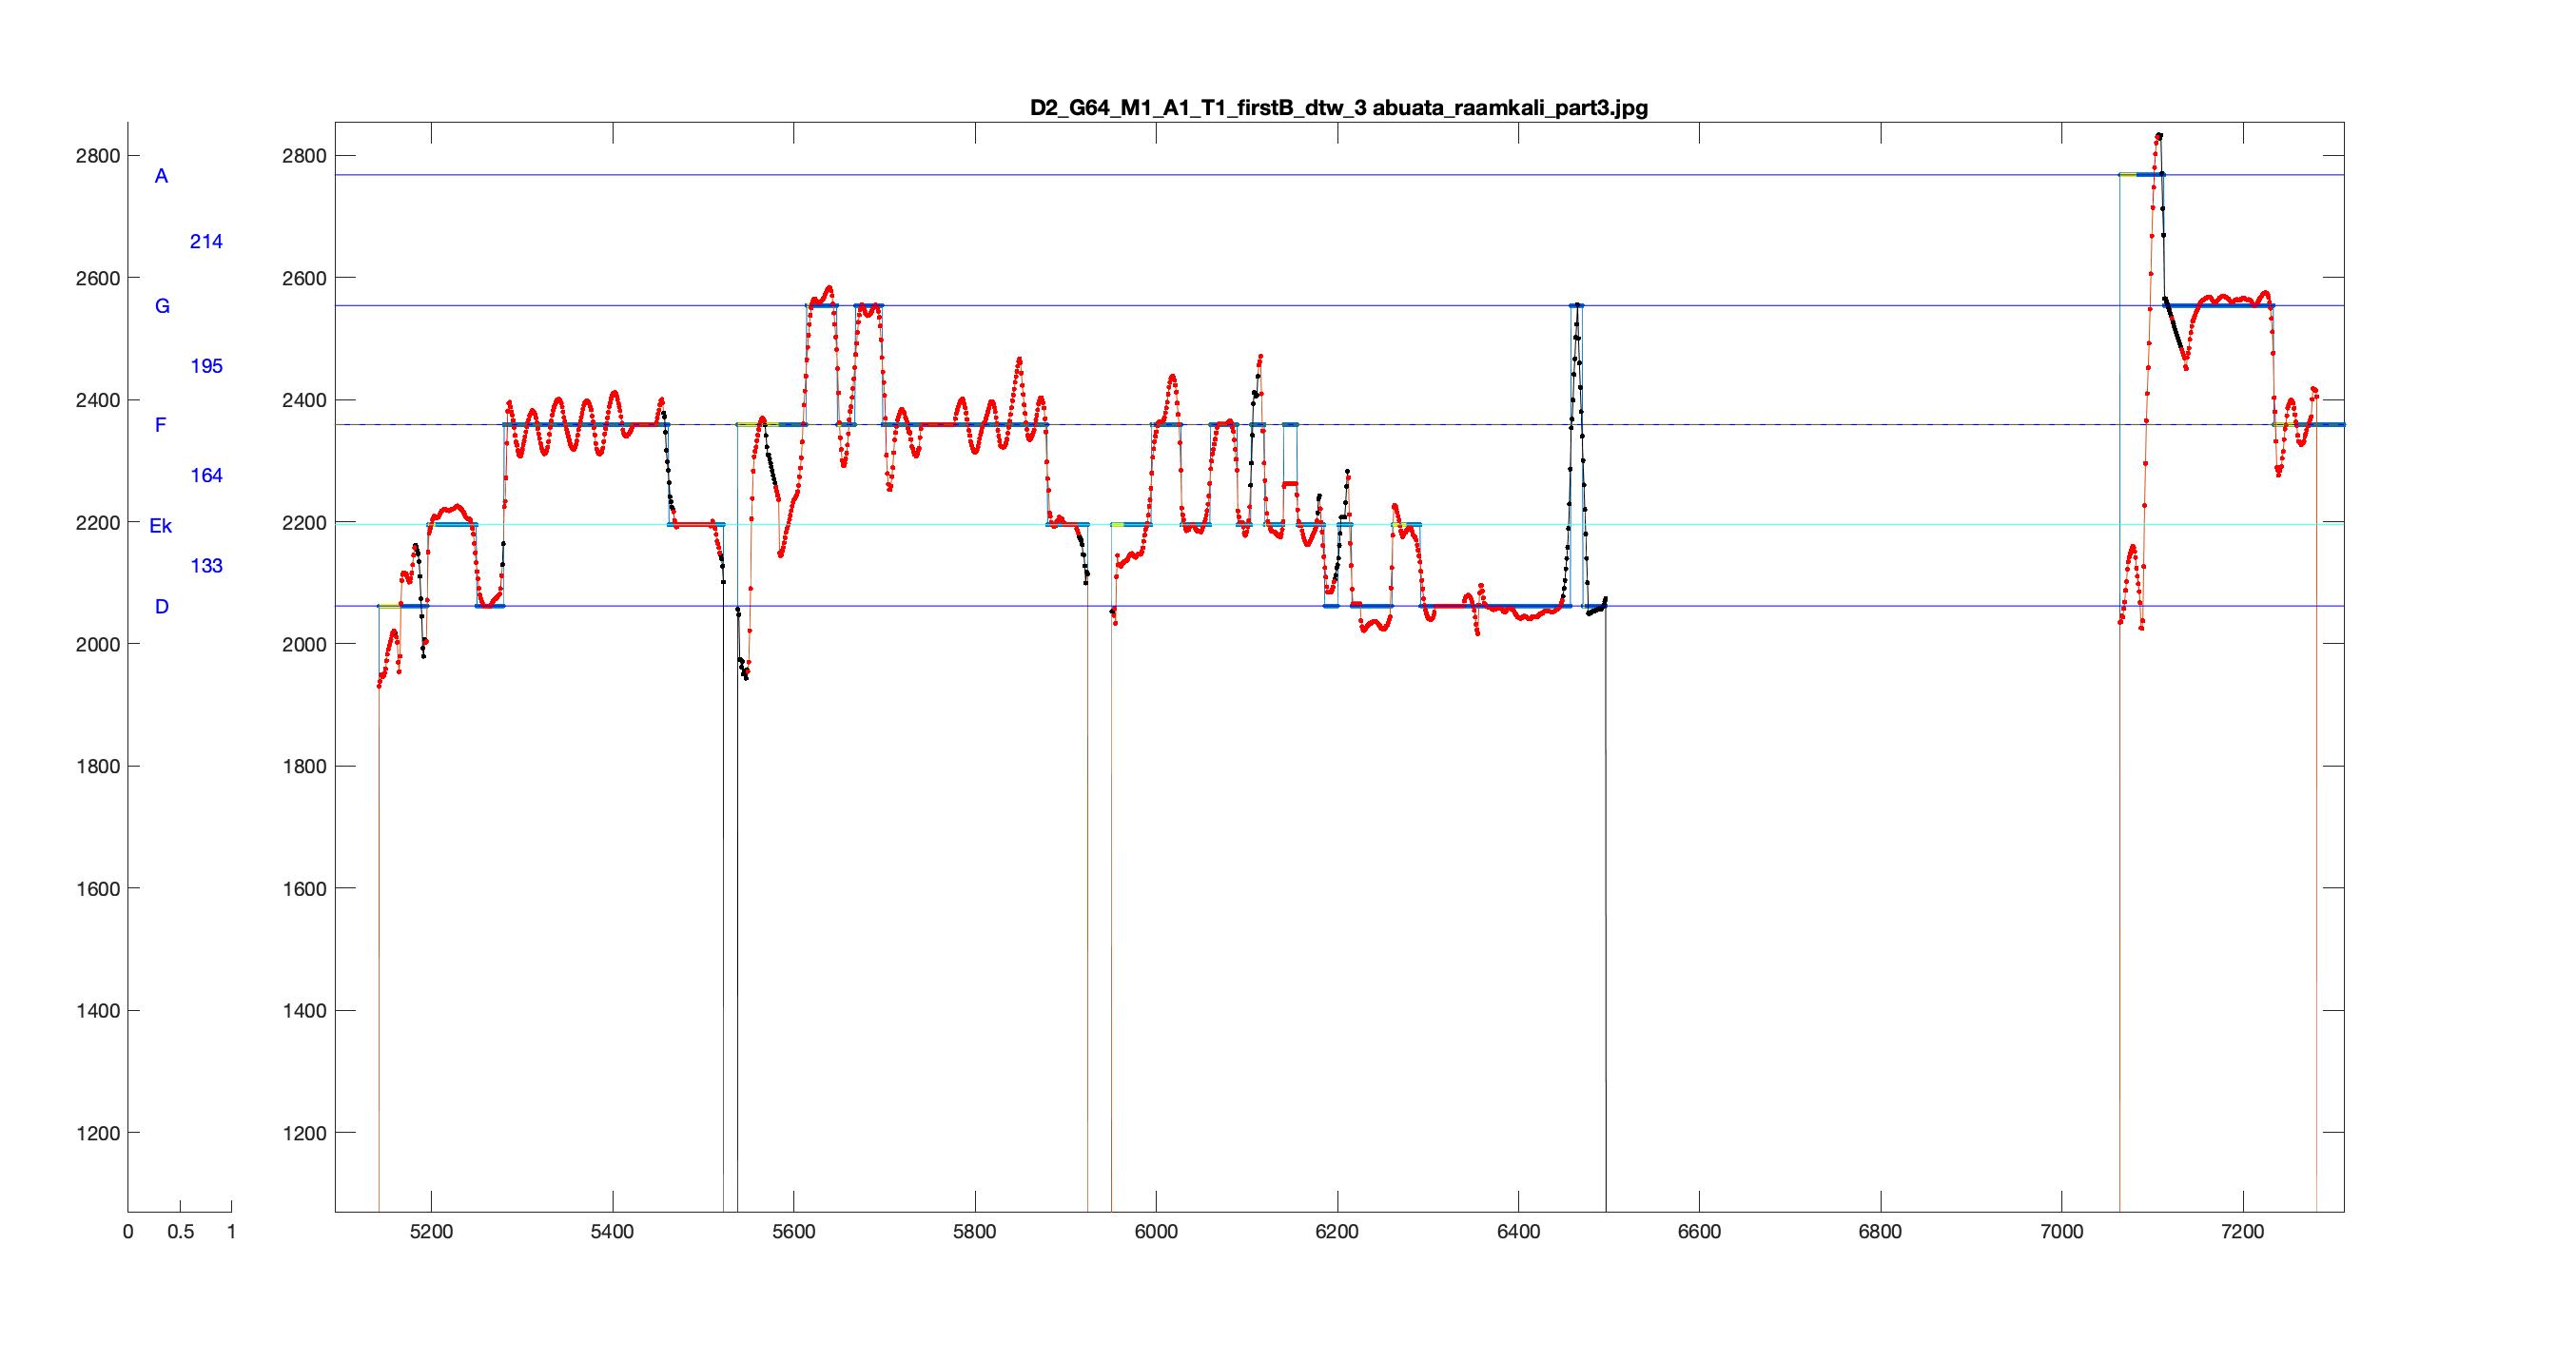 D2_G64_M1_A1_T1_firstB_dtw_3 abuata_raamkali_part3.jpg
2800 A 2800
214
2600 G 2600
195
2400 F 2400
164
2200 Ek 2200
133
D
2000 2000
1800 1800
1600 1600
1400 1400
1200 1200
0 0.5 1 5200 5400 5600 5800 6000 6200 6400 6600 6800 7000 7200